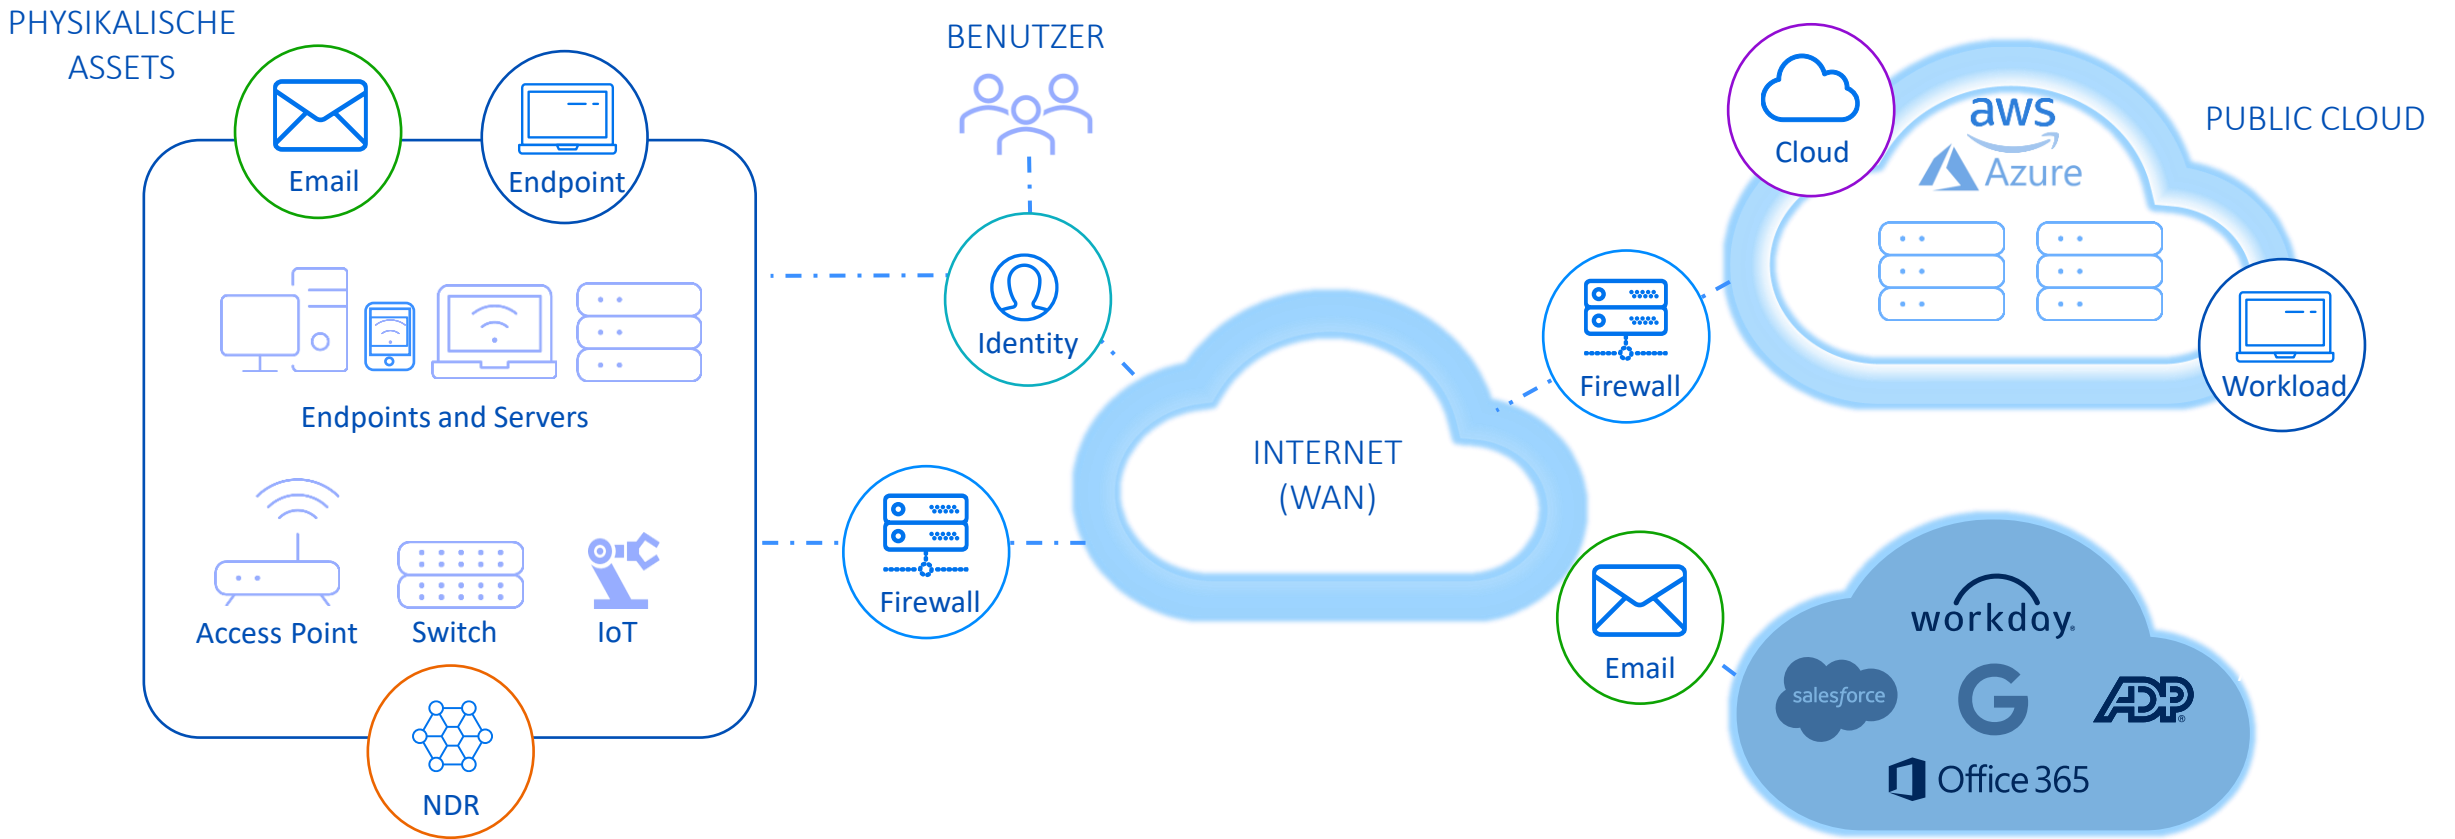 PHYSIKALISCHE
ASSETS
Email
Endpoint
Endpoints and Servers
Access Point
Switch
IoT
NDR
BENUTZER
Identity
Firewall
INTERNET
(WAN)
Firewall
Cloud
aws
Azure
PUBLIC CLOUD
Workload
Email
workday.
salesforce
G
ADP
Office 365